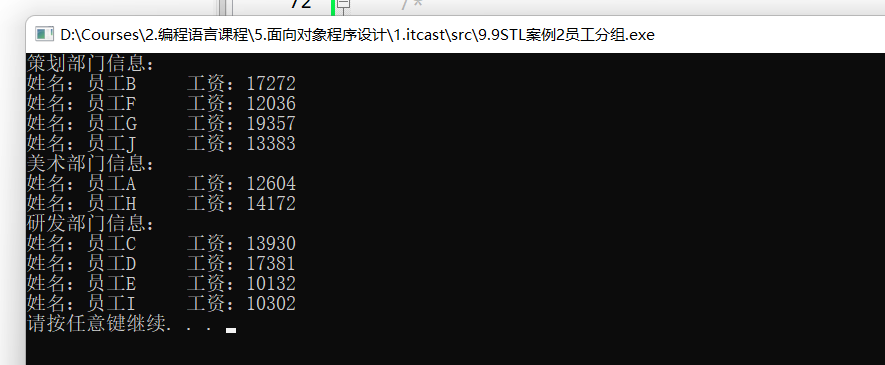 72
/*
D:\Courses\2.编程语言课程\5.面向对象程序设计\1.itcast\src\9.9STL案例2员工分组.exe
策划部门信息：
姓名：员工B 工资：17272
姓名：员工F 工资：12036
姓名：员工G 工资：19357
姓名：员工J 工资：13383
美术部门信息：
姓名：员工A 工资：12604
姓名：员工H 工资：14172
研发部门信息：
姓名：员工C 工资：13930
姓名：员工D 工资：17381
姓名：员工E 工资：10132
姓名：员工I 工资：10302
请按任意键继续. . .